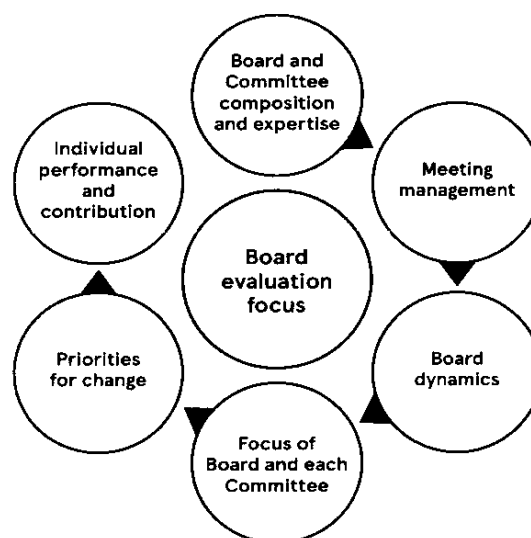 Board and
Committee
composition
and expertise
Meeting
management
Board
dynamics
Focus of
Board and each
Committee
Priorities
for change
Individual
performance
and
contribution
Board
evaluation
focus